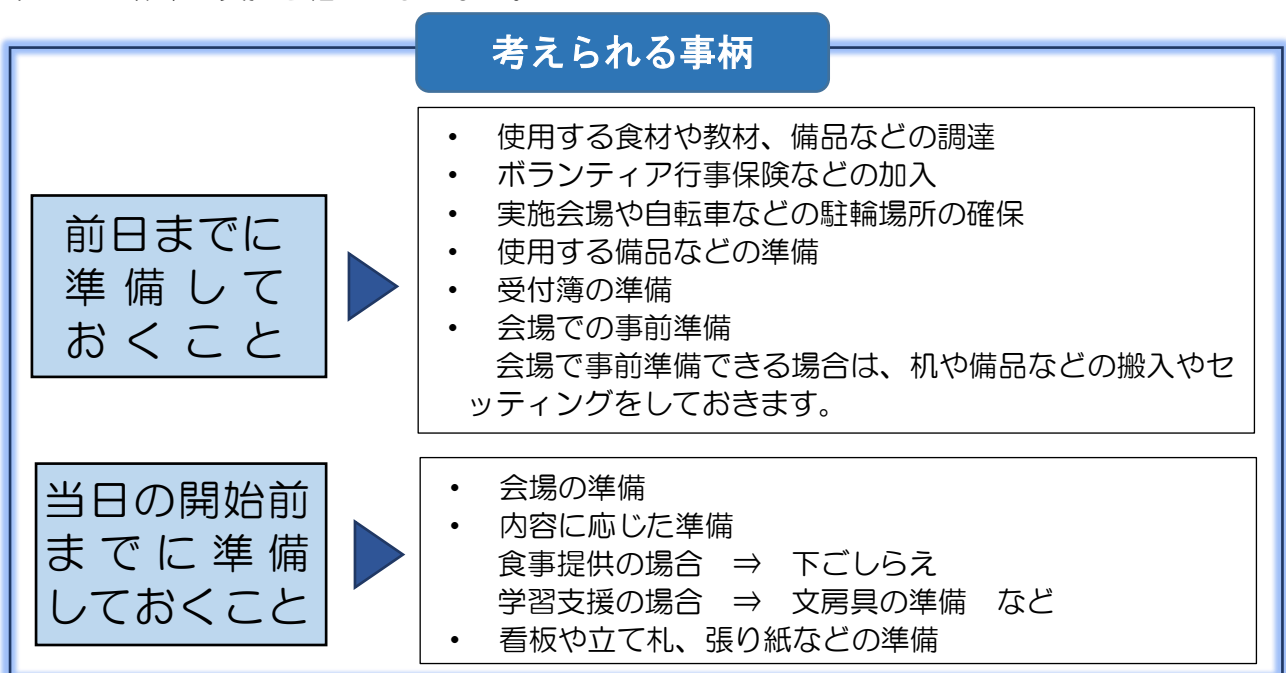 考えられる事柄
前日までに
準備して
おくこと
・ 使用する食材や教材、備品などの調達
・ ボランティア行事保険などの加入
・ 実施会場や自転車などの駐輪場所の確保
・ 使用する備品などの準備
・ 受付簿の準備
・ 会場での事前準備
会場で事前準備できる場合は、机や備品などの搬入やセ
ッティングをしておきます。
当日の開始前
までに準備
しておくこと
・ 会場の準備
・ 内容に応じた準備
食事提供の場合 ⇒ 下ごしらえ
学習支援の場合 ⇒ 文房具の準備 など
・ 看板や立て札、張り紙などの準備